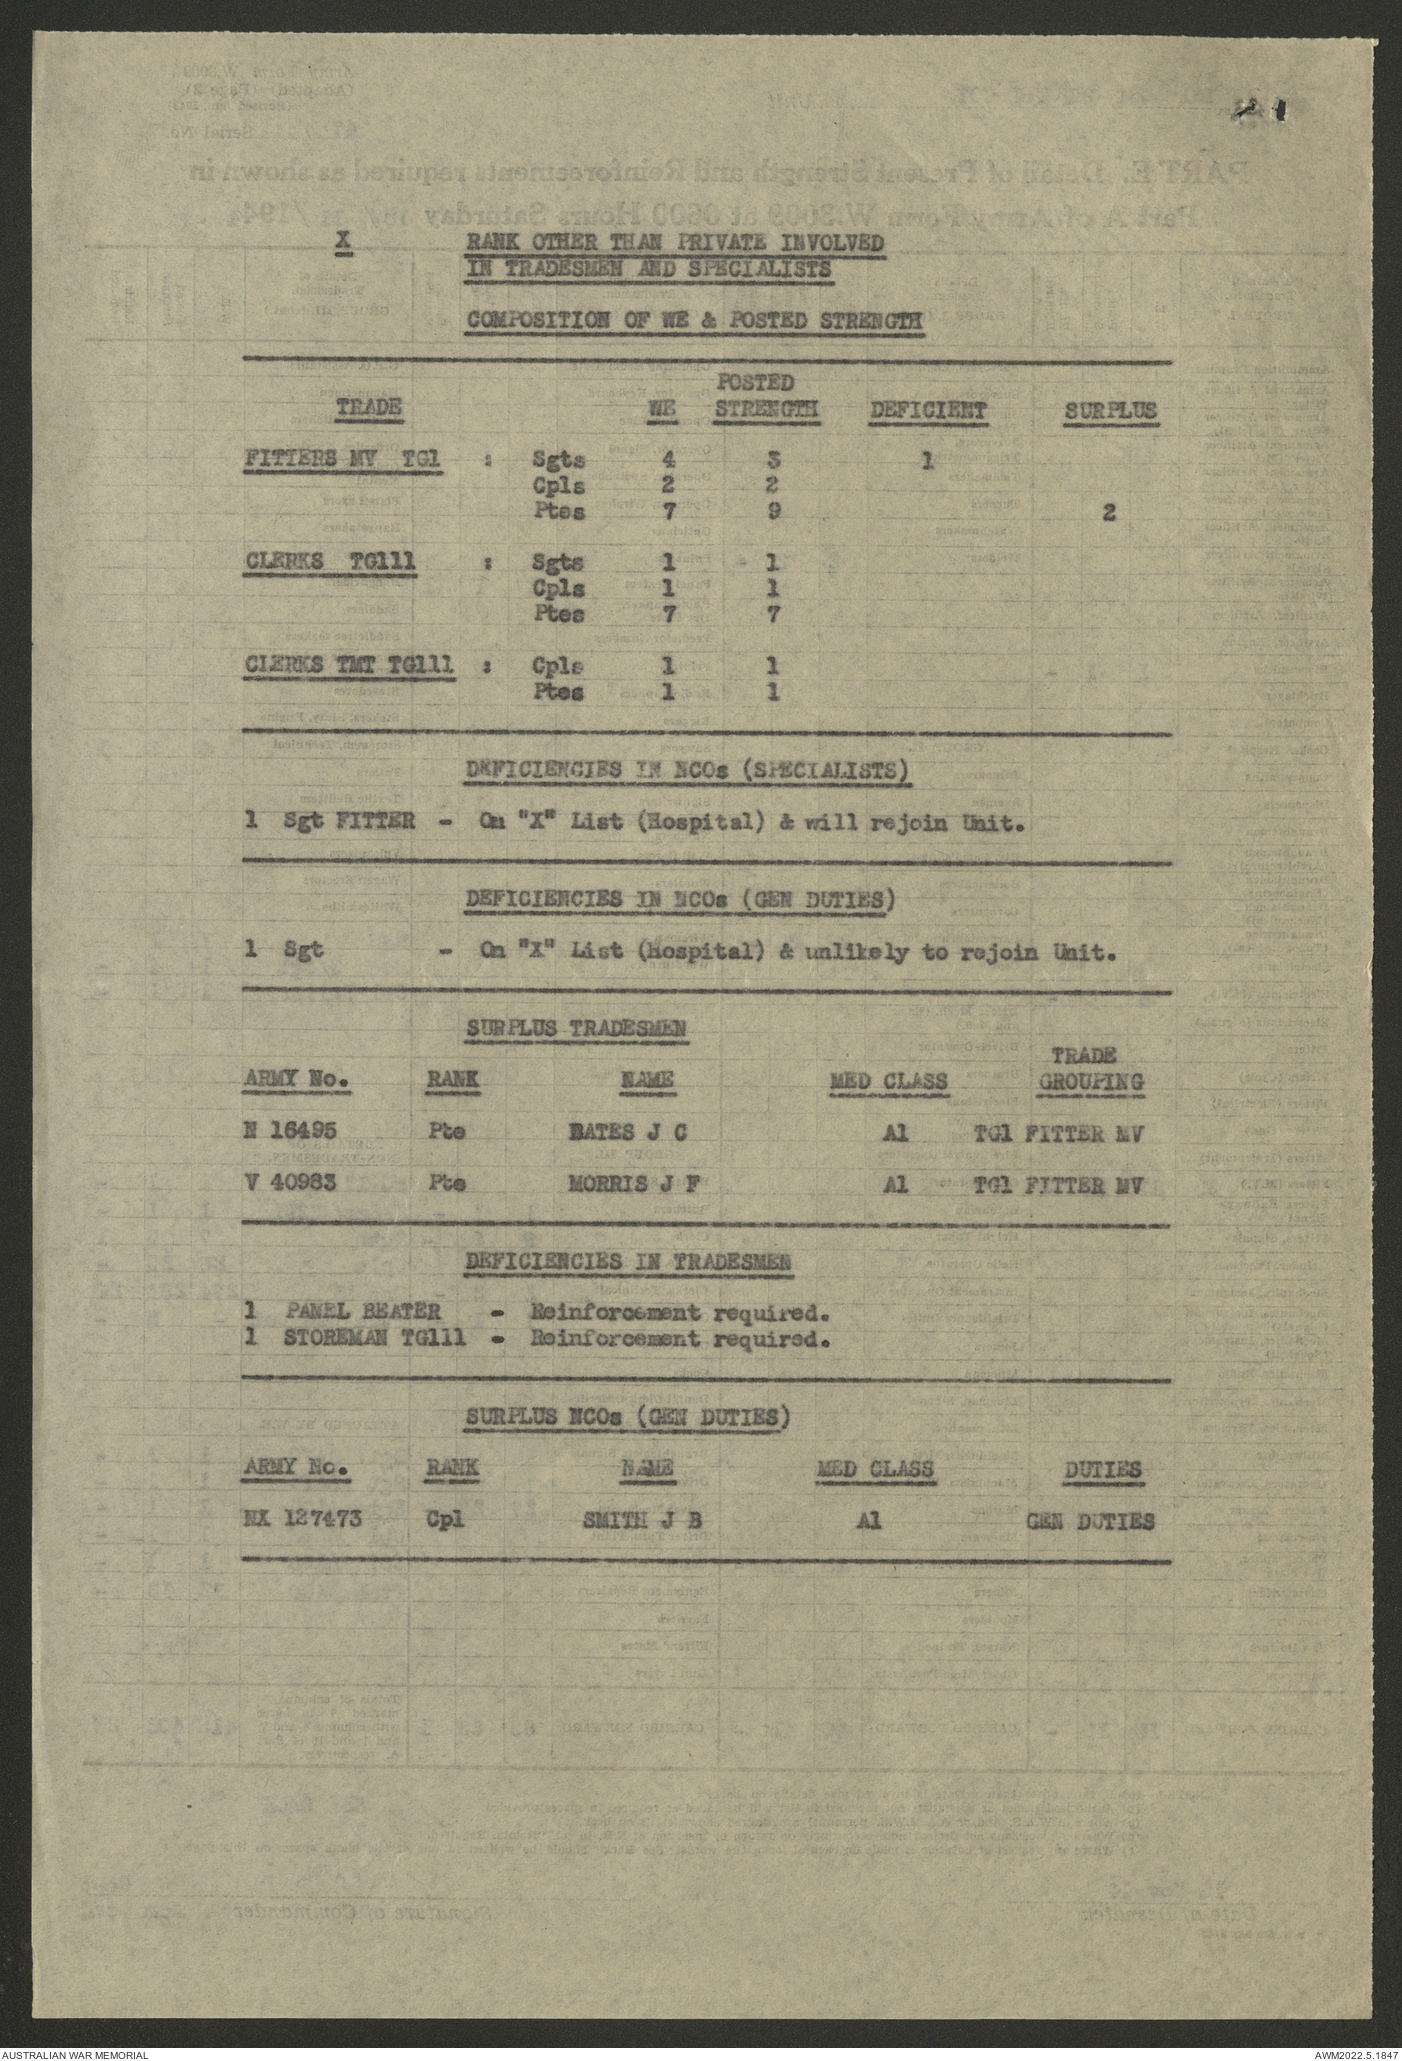 X RANK OTHER THAN PRIVATE INVOLVED
IN TRADESMEN AND SPECIALISTS
COMPOSITION OF WE & POSTED STRENGTH
POSTED
TRADE WE STRENGTH DEFICIENT SURPLUS
FITTERS MV TG1 : Sgts 4 3 1
Cpls 2 2
Ptes 7 9 2
CLERKS TG111 : Sgts 1 1
Cpls 1 1
Ptes 7 7
CLERKS TMT TG111 : Cpls 1 1
Ptes 1 1
DEFICIENCIES IN NCOs (SPECIALISTS)
1 Sgt FITTER - On "X" List (Hospital) & will rejoin Unit.
DEFICIENCIES IN NCOs (GEN DUTIES)
1 Sgt - On "X" List (Hospital) & unlikely to rejoin Unit.
SURPLUS TRADESMEN
TRADE
ARMY No. RANK NAME MED CLASS GROUPING
N 16495 Pte BATES J C A1 TG1 FITTER MV
V 40983 Pte MORRIS J F A1 TG1 FITTER MV
DEFICIENCIES IN TRADESMEN
1 PANEL BEATER - Reinforcement required.
1 STOREMAN TG111 - Reinforcement required.
SURPLUS NCOs (GEN DUTIES)
ARMY No. RANK NAME MED CLASS DUTIES
NX 127473 Cpl SMITH J B A1 GEN DUTIES
AUSTRALIAN WAR MEMORIAL AWM2022.5.1847